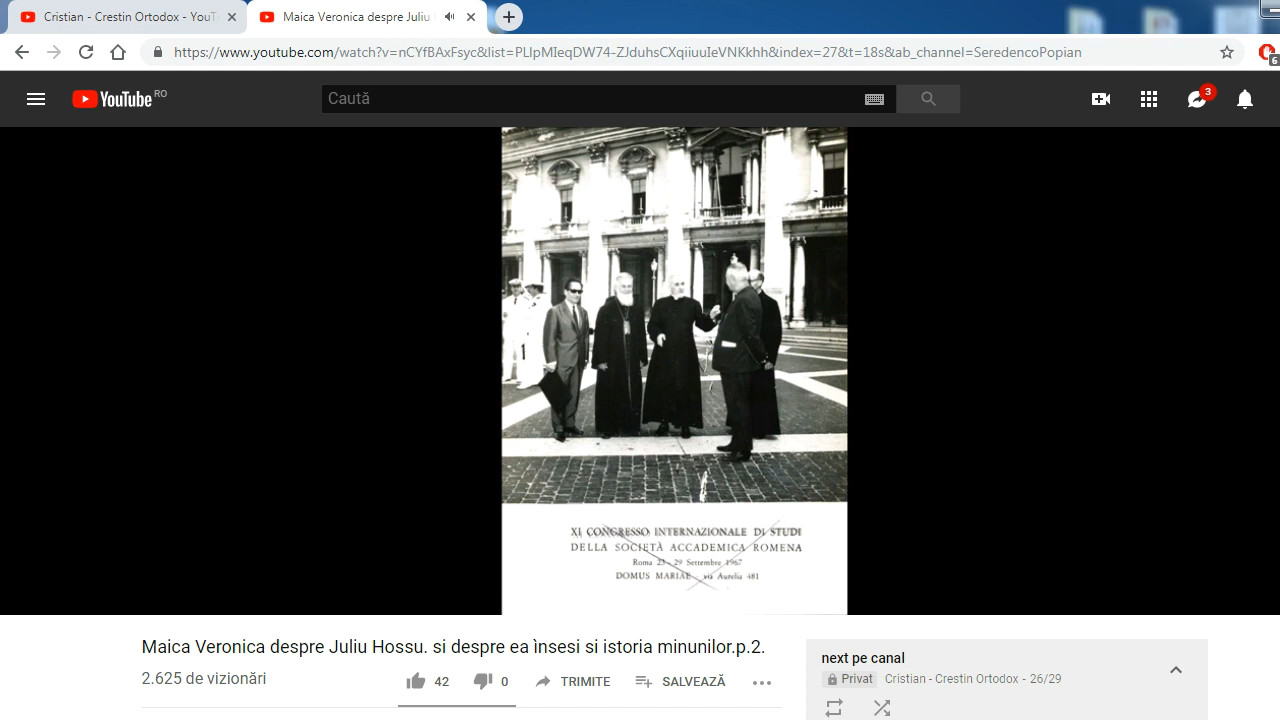 Cristian - Crestin Ortodox - YouT
Maica Veronica despre Juliu
https://www.youtube.com/watch?v=nCYfBAxFsyc&list=PLlpMIeqDW74-ZJduhsCXqiiuuIeVNKkhh&index=27&t=18s&ab_channel=SeredencoPopian
6
YouTube RO
Caută
3
XI CONGRESSO INTERNAZIONALE DI STUDI
DELLA SOCIETÀ ACCADEMICA ROMENA
Roma 23 - 29 Settembre 1967
DOMUS MARIAE - via Aurelia 481
Maica Veronica despre Juliu Hossu. si despre ea ìnsesi si istoria minunilor.p.2.
2.625 de vizionări
42
0
TRIMITE
SALVEAZĂ
next pe canal
Privat Cristian - Crestin Ortodox - 26/29